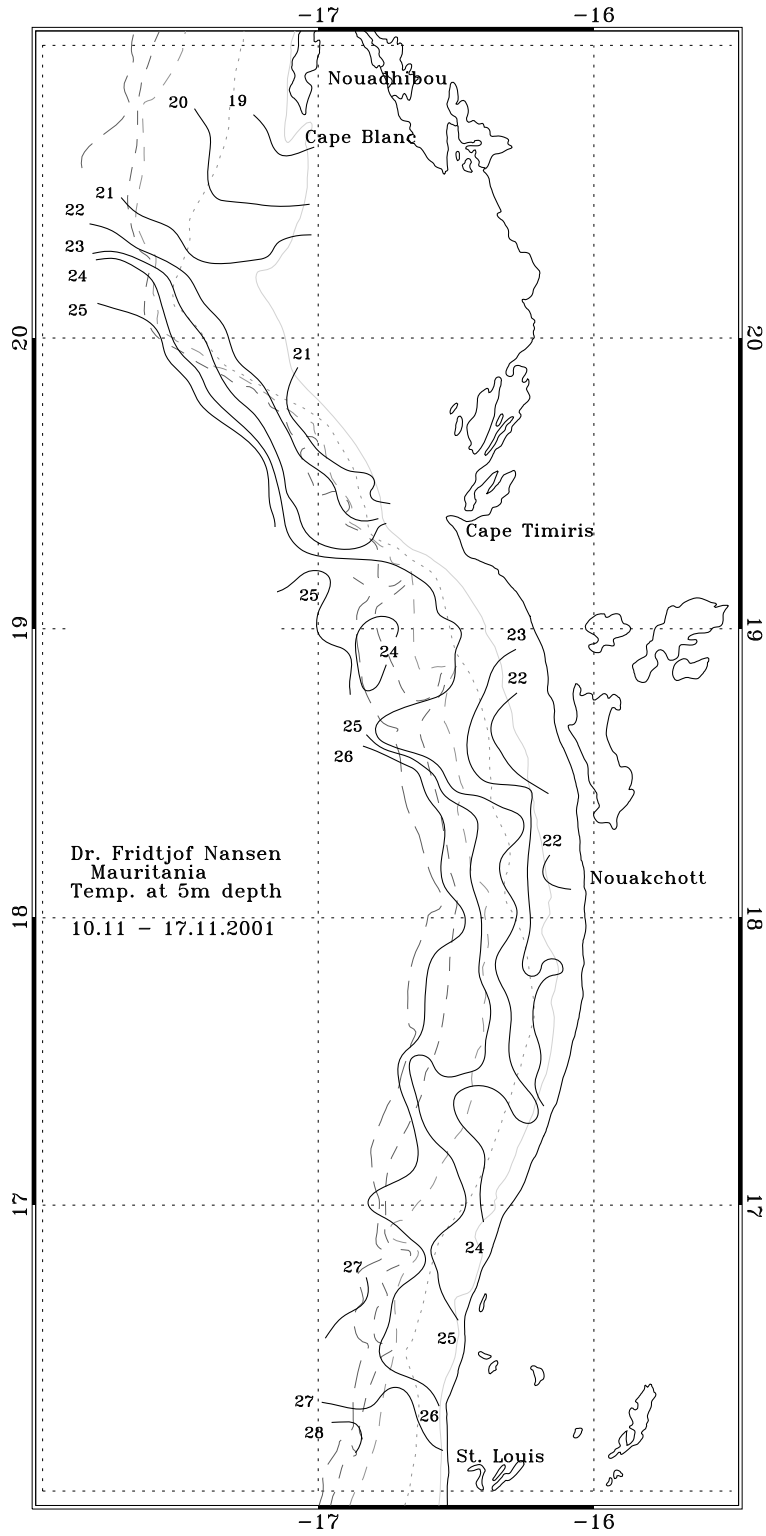 -17 -16
Nouadhibou
20 19
Cape Blanc
21
22
23
24
25
20 20
21
Cape Timiris
25
19 19
23
24
22
25
26
22
Dr. Fridtjof Nansen
Mauritania
Temp. at 5m depth
10.11 - 17.11.2001
Nouakchott
18 18
17 17
24
27
25
27
26
28
St. Louis
-17 -16